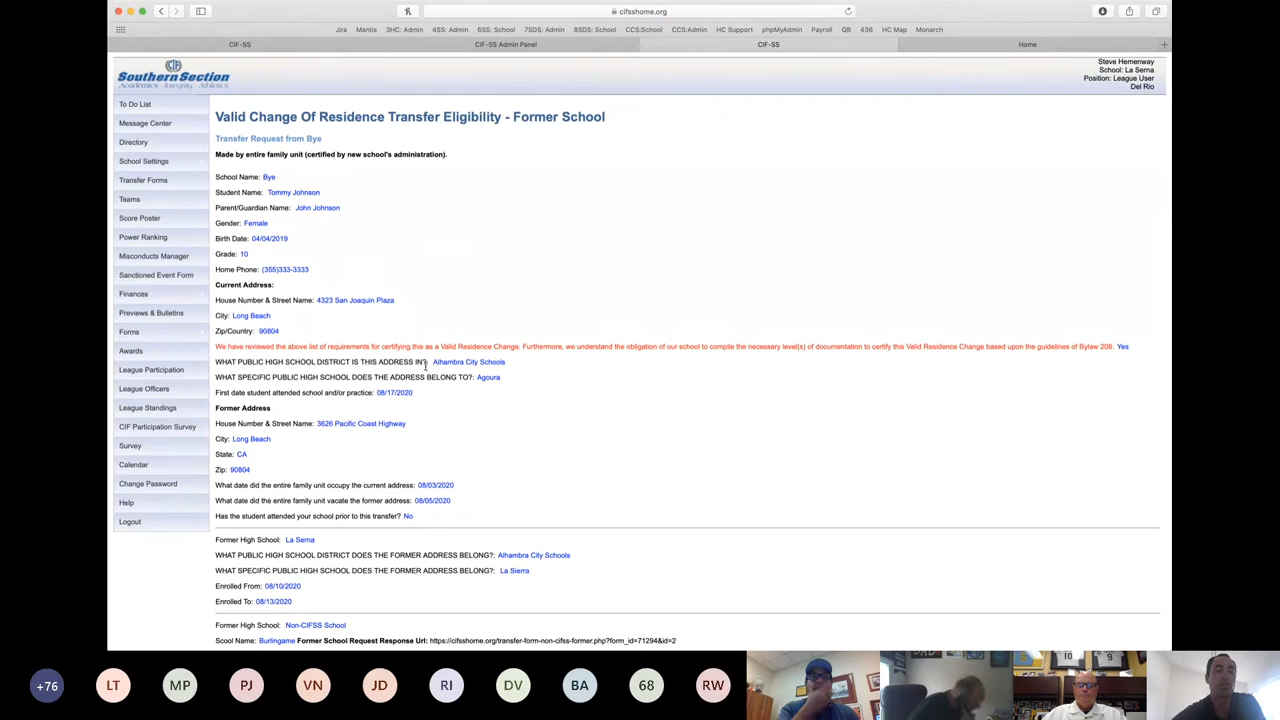 cifsshome.org
Jira Mantis 3HC: Admin 4SS: Admin 6SS: School 7SDS: Admin 8SDS: School CCS:School CCS:Admin HC Support phpMyAdmin Payroll QB 436 HC Map Monarch
CIF-SS CIF-SS Admin Panel CIF-SS Home
CIF
Southern Section
Academics Integrity Athletics
Steve Hemenway
School: La Serna
Position: League User
Del Rio
To Do List
Message Center
Directory
School Settings
Transfer Forms
Teams
Score Poster
Power Ranking
Misconducts Manager
Sanctioned Event Form
Finances
Previews & Bulletins
Forms
Awards
League Participation
League Officers
League Standings
CIF Participation Survey
Survey
Calendar
Change Password
Help
Logout
Valid Change Of Residence Transfer Eligibility - Former School
Transfer Request from Bye
Made by entire family unit (certified by new school's administration).
School Name: Bye
Student Name: Tommy Johnson
Parent/Guardian Name: John Johnson
Gender: Female
Birth Date: 04/04/2019
Grade: 10
Home Phone: (355)333-3333
Current Address:
House Number & Street Name: 4323 San Joaquin Plaza
City: Long Beach
Zip/Country: 90804
We have reviewed the above list of requirements for certifying this as a Valid Residence Change. Furthermore, we understand the obligation of our school to compile the necessary level(s) of documentation to certify this Valid Residence Change based upon the guidelines of Bylaw 206. Yes
WHAT PUBLIC HIGH SCHOOL DISTRICT IS THIS ADDRESS IN?: Alhambra City Schools
WHAT SPECIFIC PUBLIC HIGH SCHOOL DOES THE ADDRESS BELONG TO?: Agoura
First date student attended school and/or practice: 08/17/2020
Former Address
House Number & Street Name: 3626 Pacific Coast Highway
City: Long Beach
State: CA
Zip: 90804
What date did the entire family unit occupy the current address: 08/03/2020
What date did the entire family unit vacate the former address: 08/05/2020
Has the student attended your school prior to this transfer? No
Former High School: La Serna
WHAT PUBLIC HIGH SCHOOL DISTRICT DOES THE FORMER ADDRESS BELONG?: Alhambra City Schools
WHAT SPECIFIC PUBLIC HIGH SCHOOL DOES THE FORMER ADDRESS BELONG?: La Sierra
Enrolled From: 08/10/2020
Enrolled To: 08/13/2020
Former High School: Non-CIFSS School
Scool Name: Burlingame Former School Request Response Url: https://cifsshome.org/transfer-form-non-cifss-former.php?form_id=71294&id=2
+76 LT MP PJ VN JD RI DV BA 68 RW
DAD 10 9